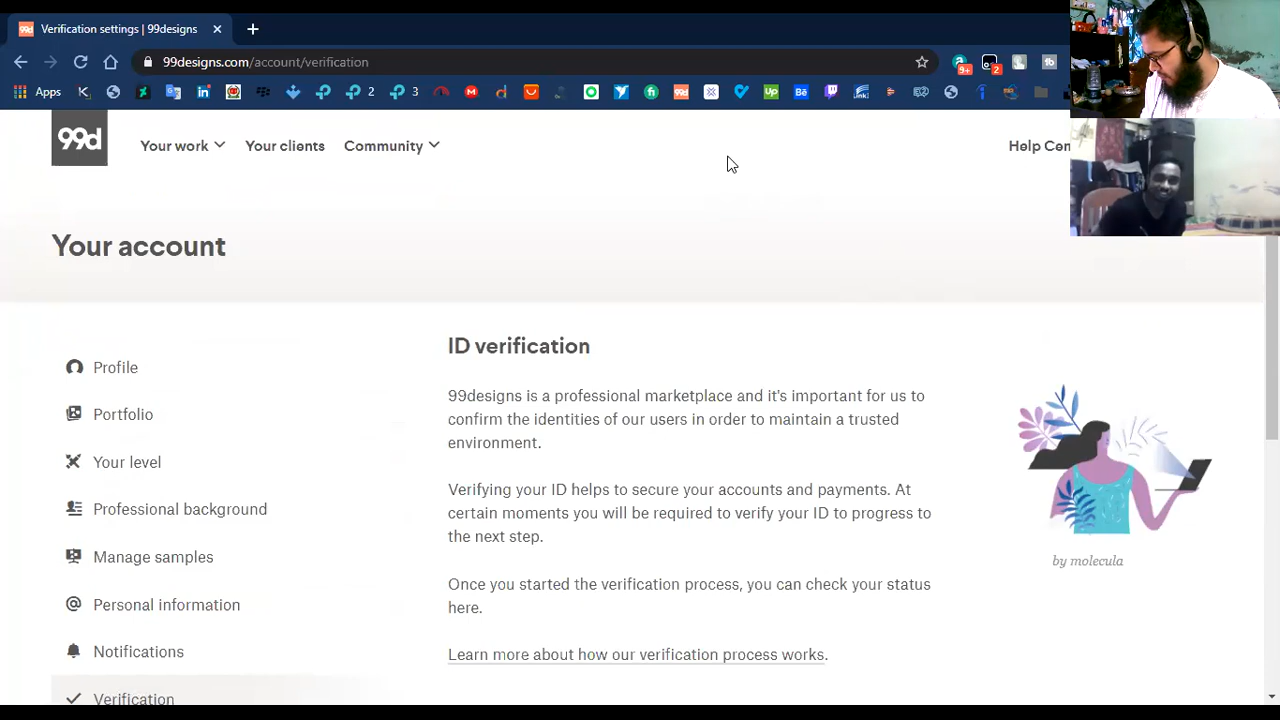 Verification settings | 99designs
99designs.com/account/verification
9+
2
Apps
2
3
Up
Bē
99d
Your work
Your clients
Community
Help Cen
Your account
Profile
Portfolio
Your level
Professional background
Manage samples
Personal information
Notifications
Verification
ID verification
99designs is a professional marketplace and it's important for us to
confirm the identities of our users in order to maintain a trusted
environment.
Verifying your ID helps to secure your accounts and payments. At
certain moments you will be required to verify your ID to progress to
the next step.
Once you started the verification process, you can check your status
here.
Learn more about how our verification process works.
by molecula